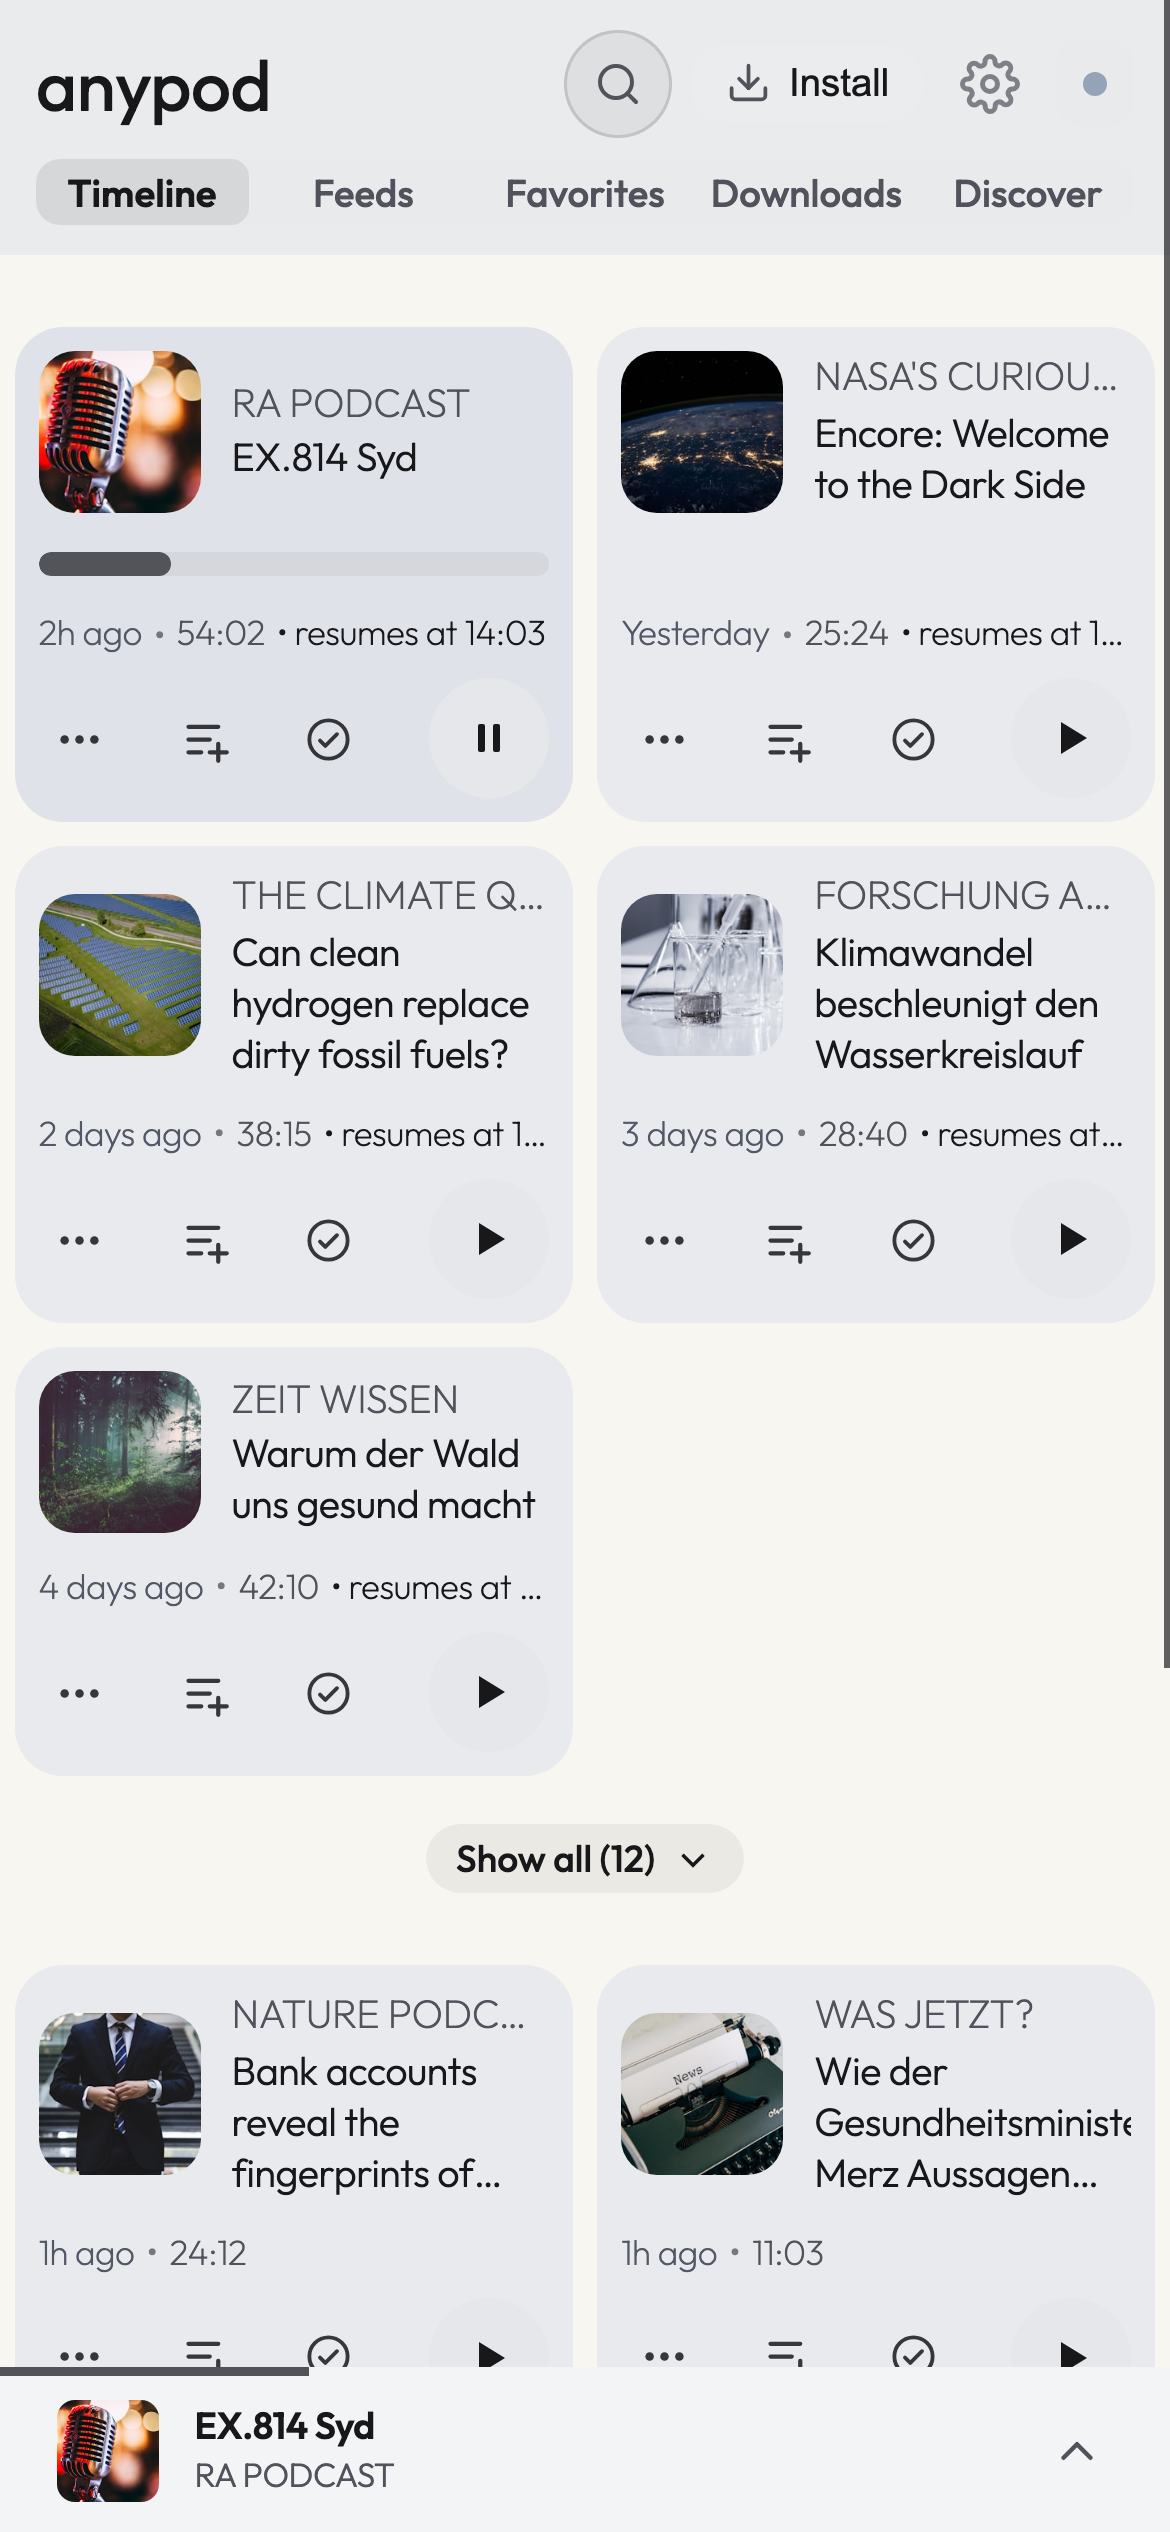 anypod
Install
Timeline
Feeds
Favorites
Downloads
Discover
RA PODCAST
EX.814 Syd
2h ago • 54:02 • resumes at 14:03
NASA'S CURIOU...
Encore: Welcome
to the Dark Side
Yesterday • 25:24 • resumes at 1...
THE CLIMATE Q...
Can clean
hydrogen replace
dirty fossil fuels?
2 days ago • 38:15 • resumes at 1...
FORSCHUNG A...
Klimawandel
beschleunigt den
Wasserkreislauf
3 days ago • 28:40 • resumes at...
ZEIT WISSEN
Warum der Wald
uns gesund macht
4 days ago • 42:10 • resumes at ...
Show all (12)
NATURE PODC...
Bank accounts
reveal the
fingerprints of...
1h ago • 24:12
News
WAS JETZT?
Wie der
Gesundheitsministe
Merz Aussagen...
1h ago • 11:03
EX.814 Syd
RA PODCAST